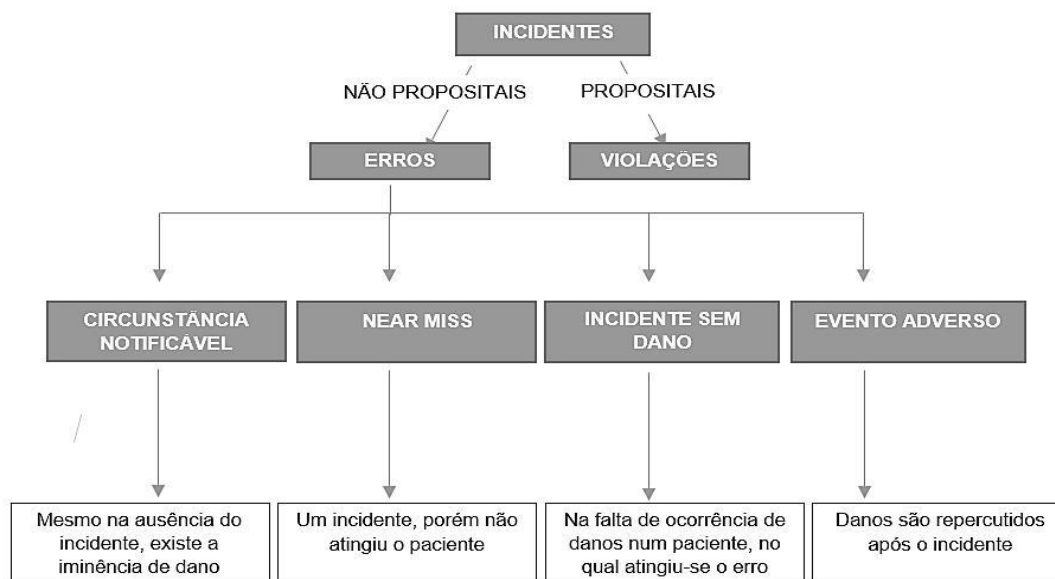 INCIDENTES
NÃO PROPOSITAIS
PROPOSITAIS
ERROS
VIOLAÇÕES
CIRCUNSTÂNCIA
NOTIFICÁVEL
NEAR MISS
INCIDENTE SEM
DANO
EVENTO ADVERSO
Mesmo na ausência do
incidente, existe a
iminência de dano
Um incidente, porém não
atingiu o paciente
Na falta de ocorrência de
danos num paciente, no
qual atingiu-se o erro
Danos são repercutidos
após o incidente